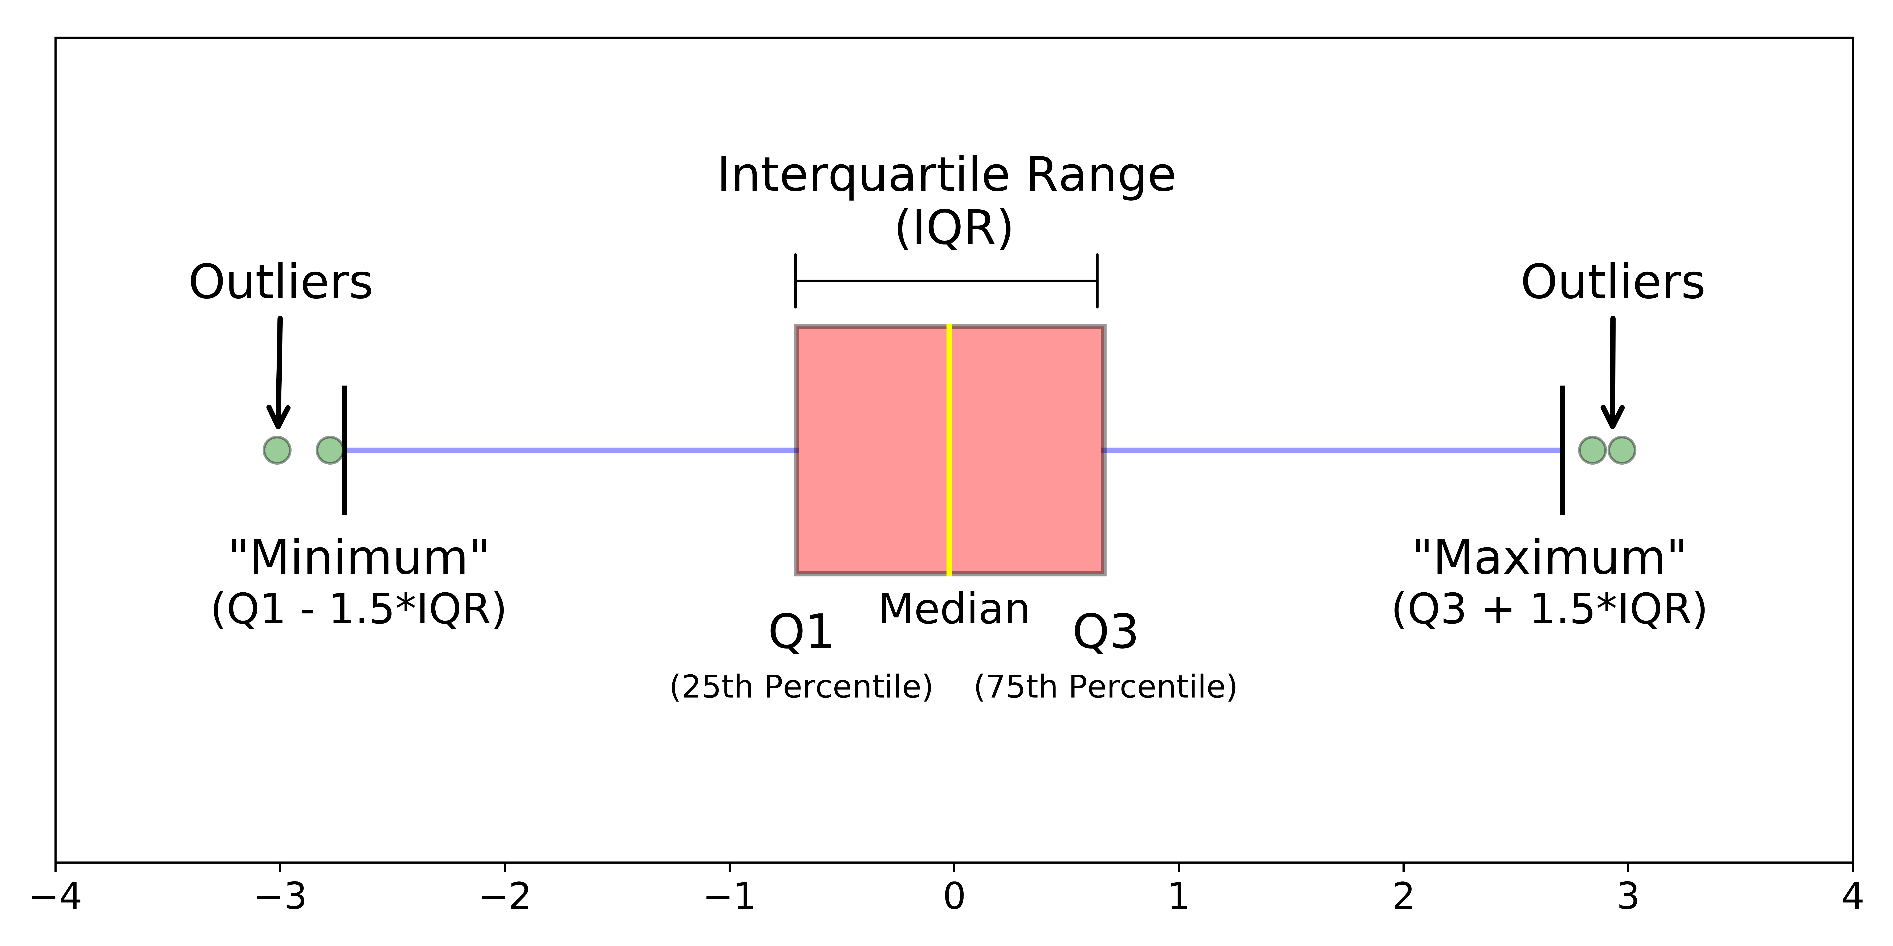 Interquartile Range
(IQR)
Outliers
Outliers
"Minimum"
(Q1 - 1.5*IQR)
"Maximum"
(Q3 + 1.5*IQR)
Median
Q1
Q3
(25th Percentile)
(75th Percentile)
−4
−3
−2
−1
0
1
2
3
4